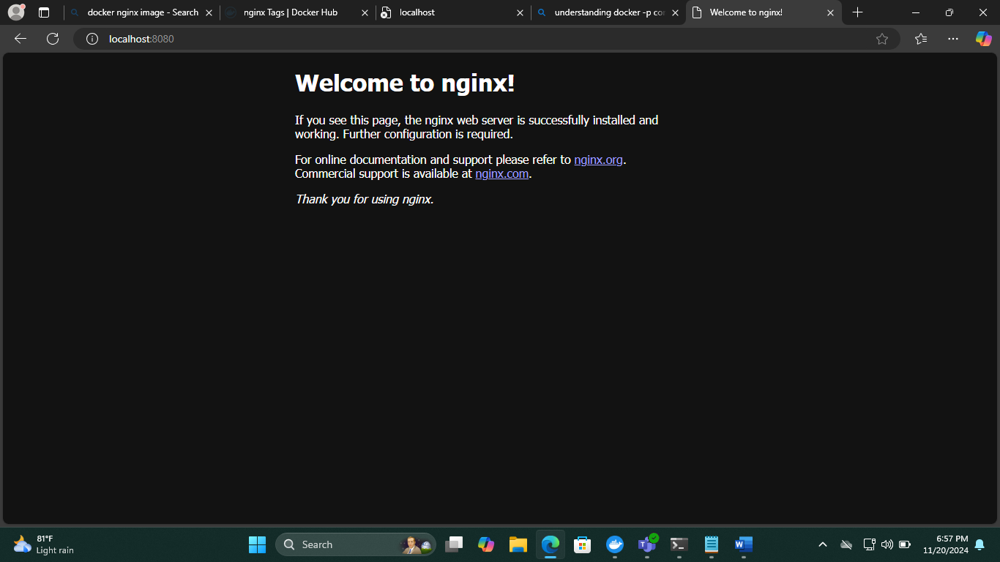 docker nginx image - Search
nginx Tags | Docker Hub
localhost
understanding docker -p co
Welcome to nginx!
localhost:8080
Welcome to nginx!
If you see this page, the nginx web server is successfully installed and
working. Further configuration is required.
For online documentation and support please refer to nginx.org.
Commercial support is available at nginx.com.
Thank you for using nginx.
81°F
Light rain
Search
6:57 PM
11/20/2024